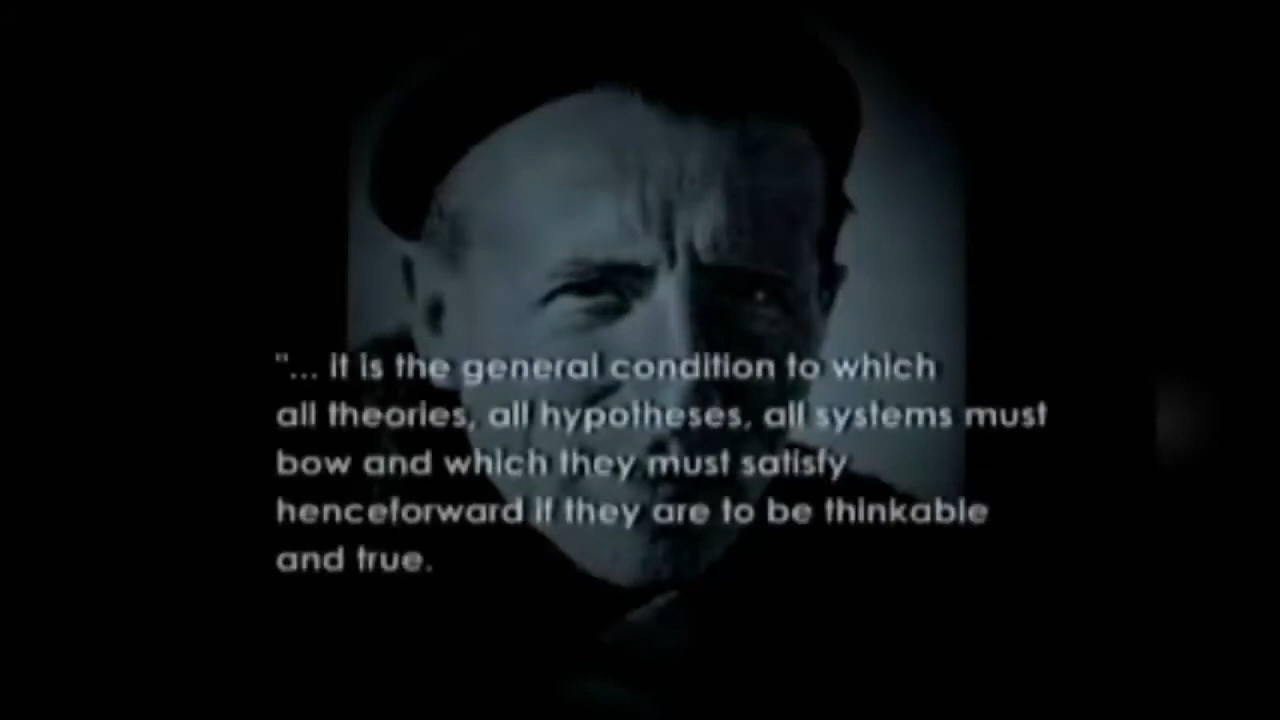 "... it is the general condition to which
all theories, all hypotheses, all systems must
bow and which they must satisfy
henceforward if they are to be thinkable
and true.